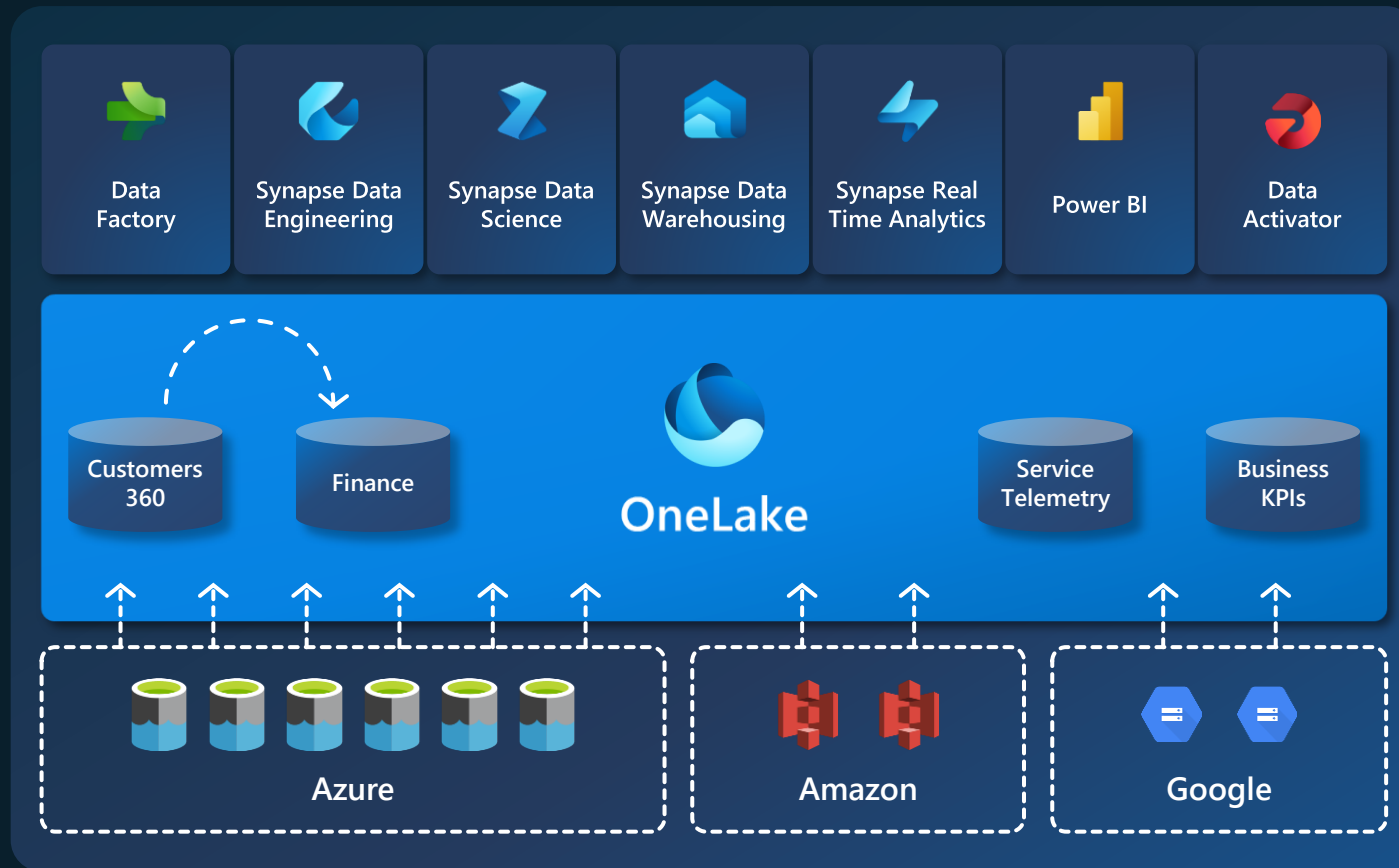 Data
Factory
Synapse Data
Engineering
Synapse Data
Science
Synapse Data
Warehousing
Synapse Real
Time Analytics
Power BI
Data
Activator
Customers
360
Finance
OneLake
Service
Telemetry
Business
KPIs
Azure
Amazon
Google